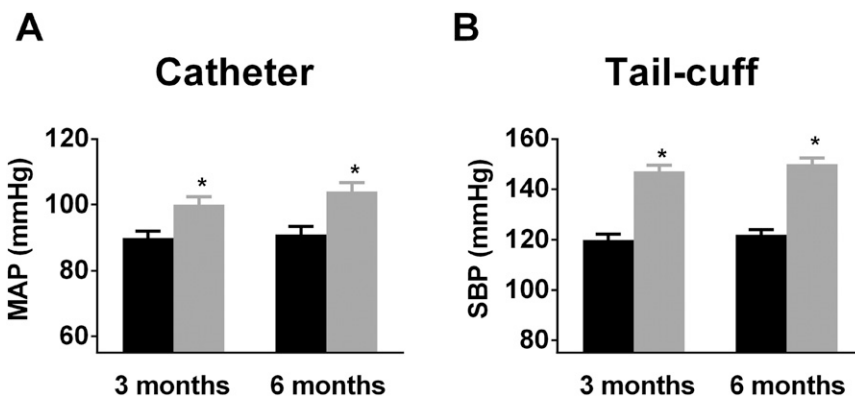 A
Catheter
MAP (mmHg)
120
100
80
60
*
*
3 months
6 months
B
Tail-cuff
SBP (mmHg)
160
140
120
100
80
*
*
3 months
6 months